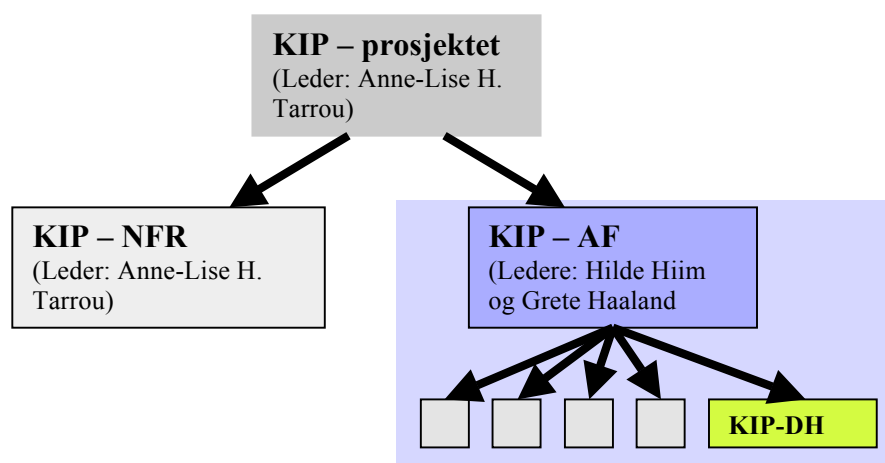 KIP – prosjektet
(Leder: Anne-Lise H.
Tarrou)
KIP – NFR
(Leder: Anne-Lise H.
Tarrou)
KIP – AF
(Ledere: Hilde Hiim
og Grete Haaland
KIP-DH